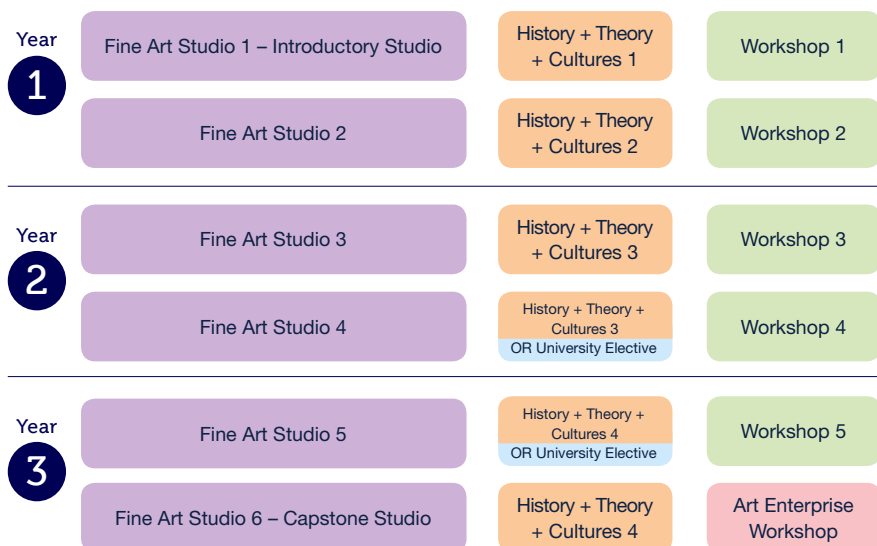 Year
1
Fine Art Studio 1 – Introductory Studio
History + Theory
+ Cultures 1
Workshop 1
Fine Art Studio 2
History + Theory
+ Cultures 2
Workshop 2
Year
2
Fine Art Studio 3
History + Theory
+ Cultures 3
Workshop 3
Fine Art Studio 4
History + Theory +
Cultures 3
OR University Elective
Workshop 4
Year
3
Fine Art Studio 5
History + Theory +
Cultures 4
OR University Elective
Workshop 5
Fine Art Studio 6 – Capstone Studio
History + Theory
+ Cultures 4
Art Enterprise
Workshop